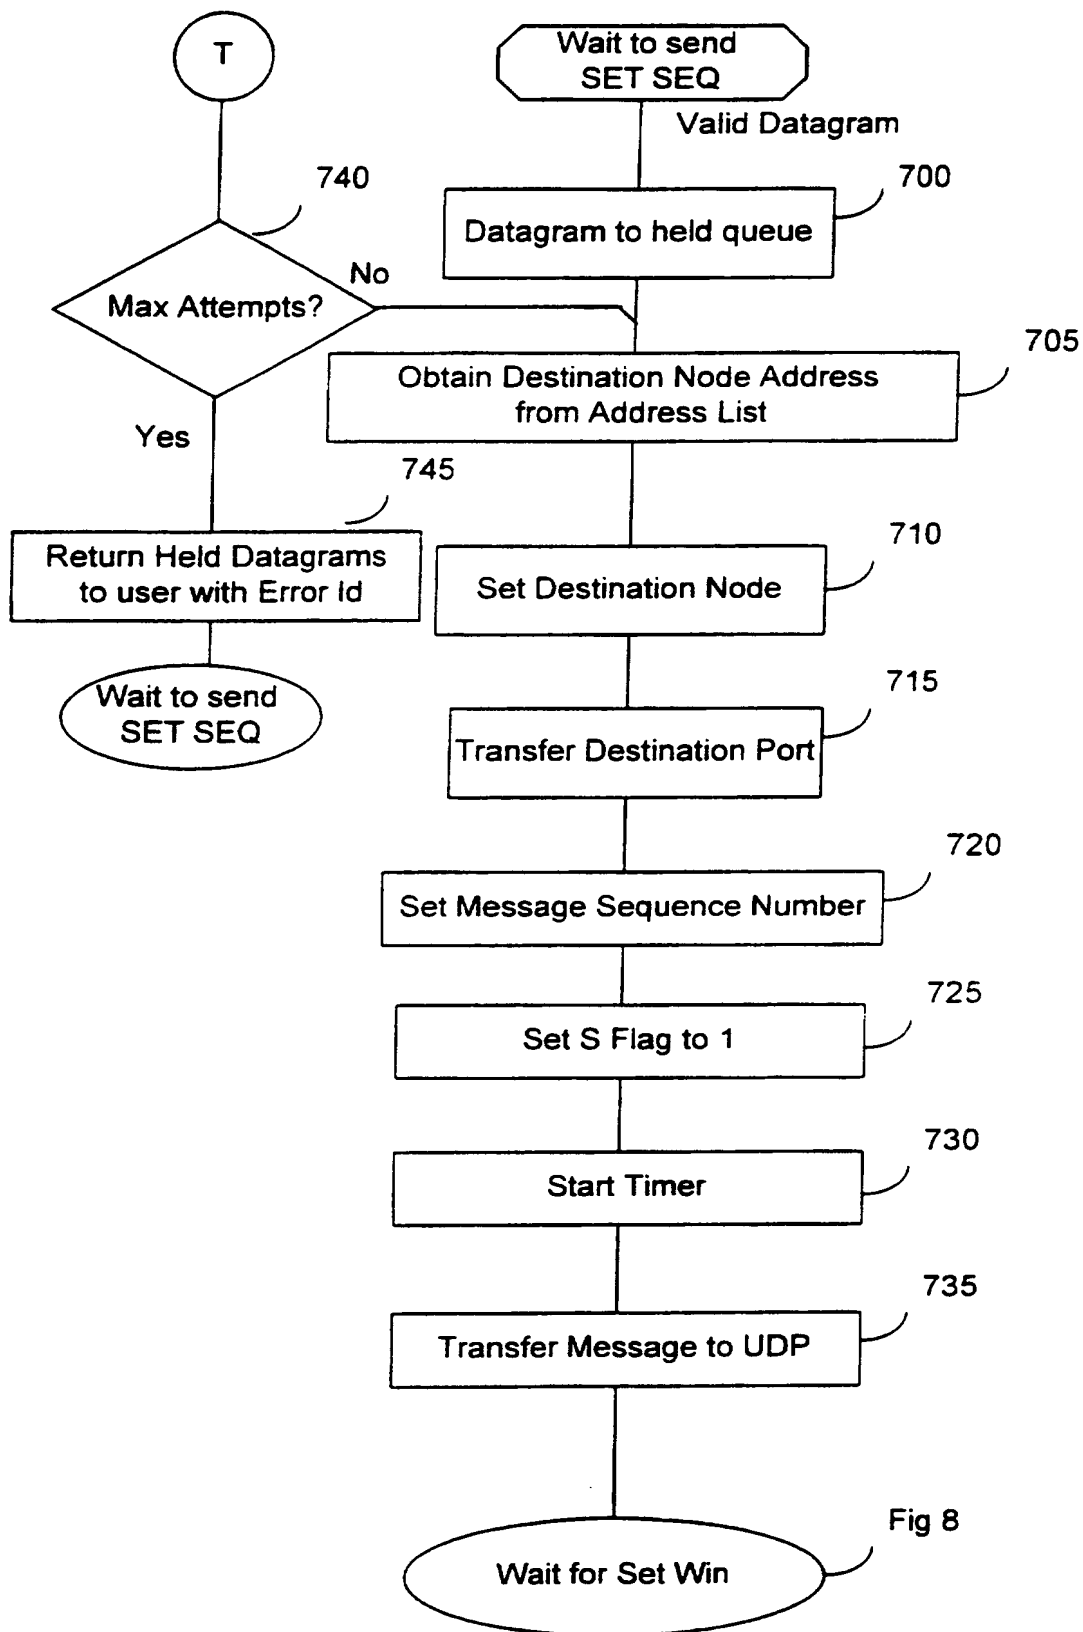 T
Wait to send
SET SEQ
Valid Datagram
740
700
Datagram to held queue
No
Max Attempts?
705
Obtain Destination Node Address
from Address List
Yes
745
Return Held Datagrams
to user with Error Id
710
Set Destination Node
Wait to send
SET SEQ
715
Transfer Destination Port
720
Set Message Sequence Number
725
Set S Flag to 1
730
Start Timer
735
Transfer Message to UDP
Fig 8
Wait for Set Win